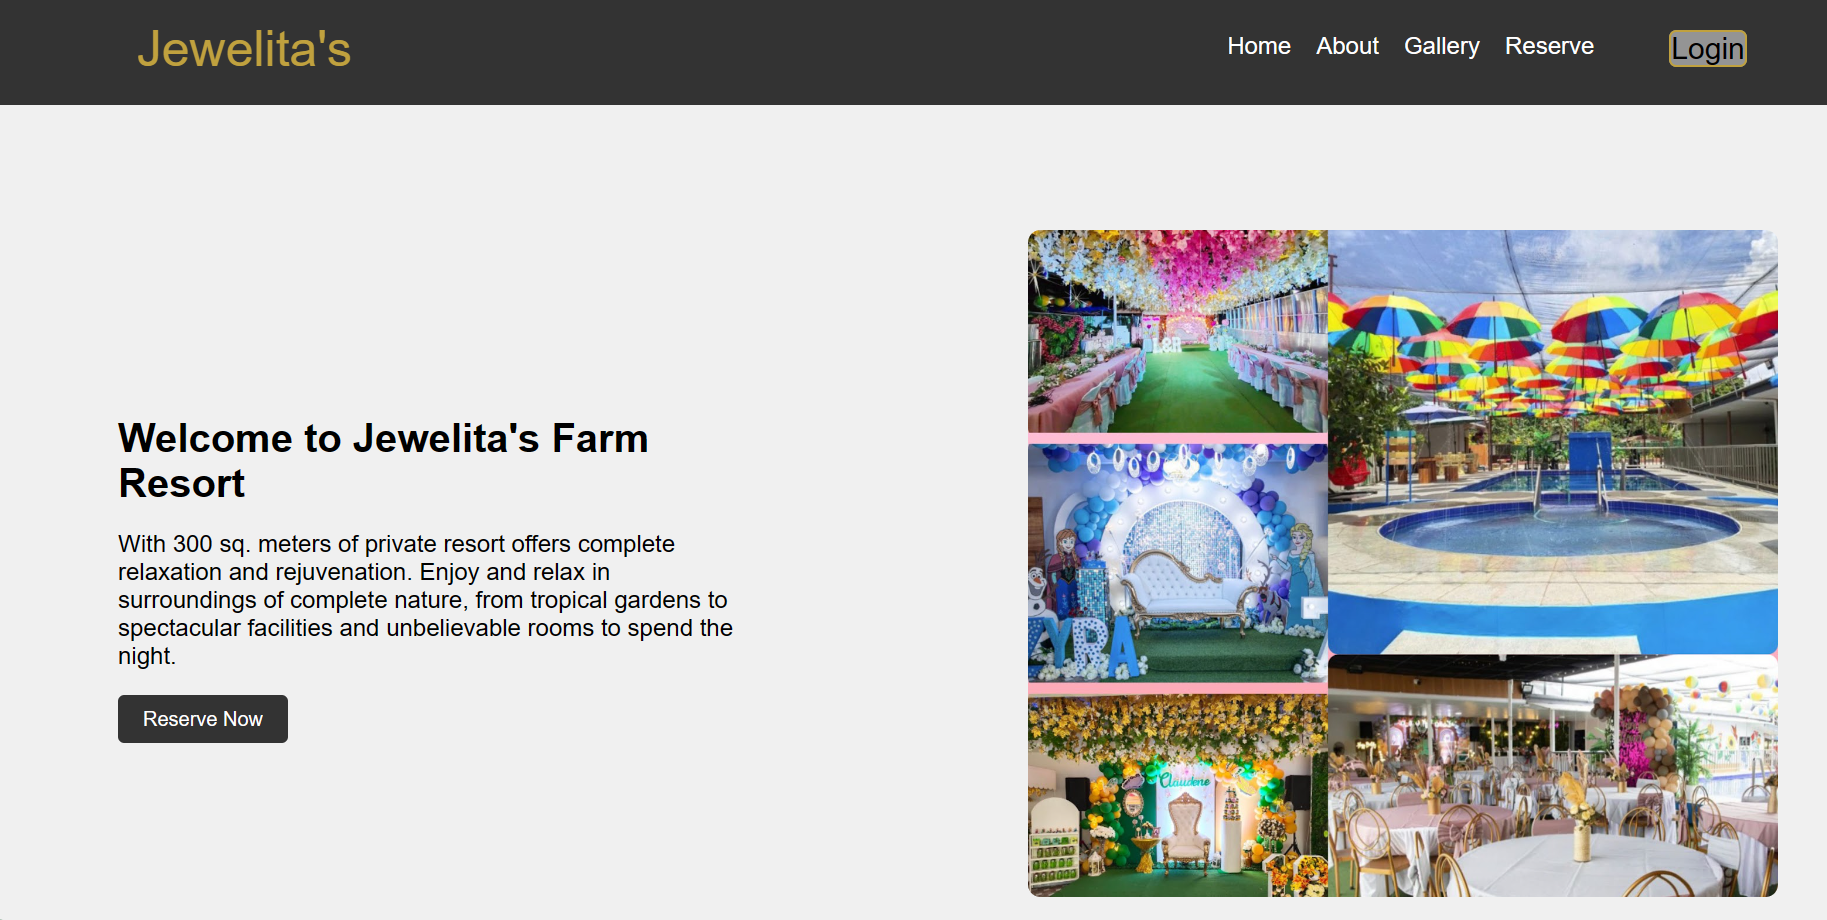 Jewelita's
Home About Gallery Reserve Login
Welcome to Jewelita's Farm
Resort
With 300 sq. meters of private resort offers complete
relaxation and rejuvenation. Enjoy and relax in
surroundings of complete nature, from tropical gardens to
spectacular facilities and unbelievable rooms to spend the
night.
Reserve Now
L&R
YRA
Claudene